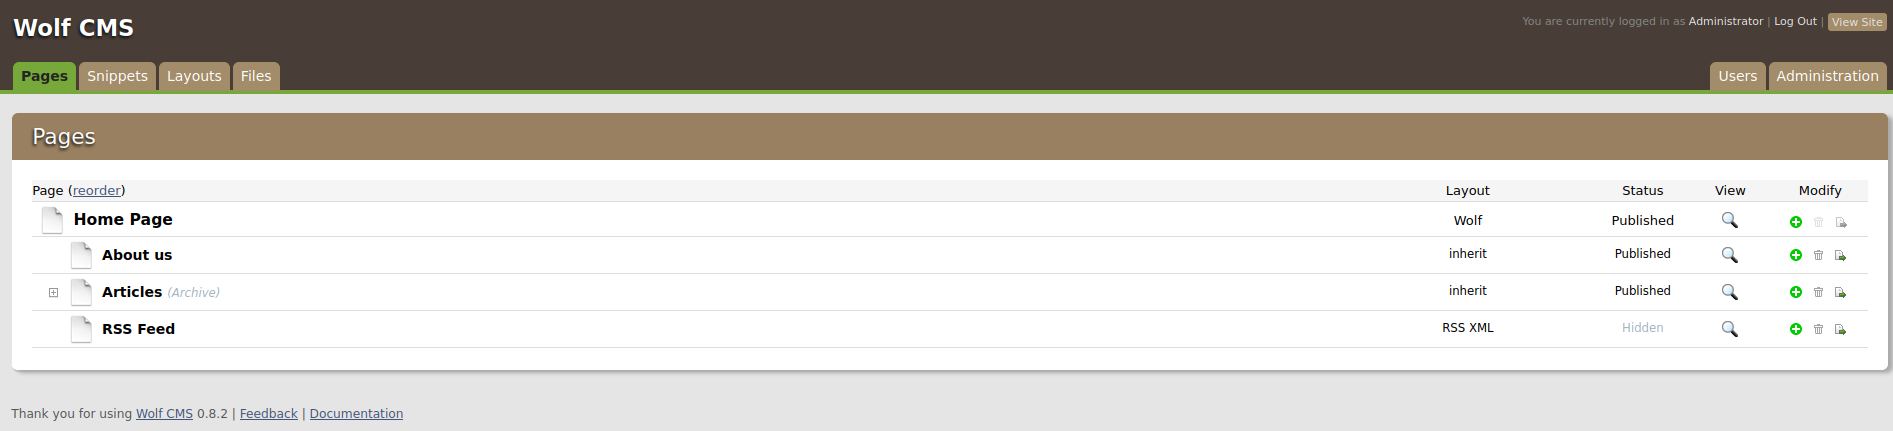 Wolf CMS
You are currently logged in as Administrator | Log Out | View Site
Pages Snippets Layouts Files Users Administration
Pages
Page (reorder) Layout Status View Modify
Home Page Wolf Published
About us inherit Published
Articles (Archive) inherit Published
RSS Feed RSS XML Hidden
Thank you for using Wolf CMS 0.8.2 | Feedback | Documentation